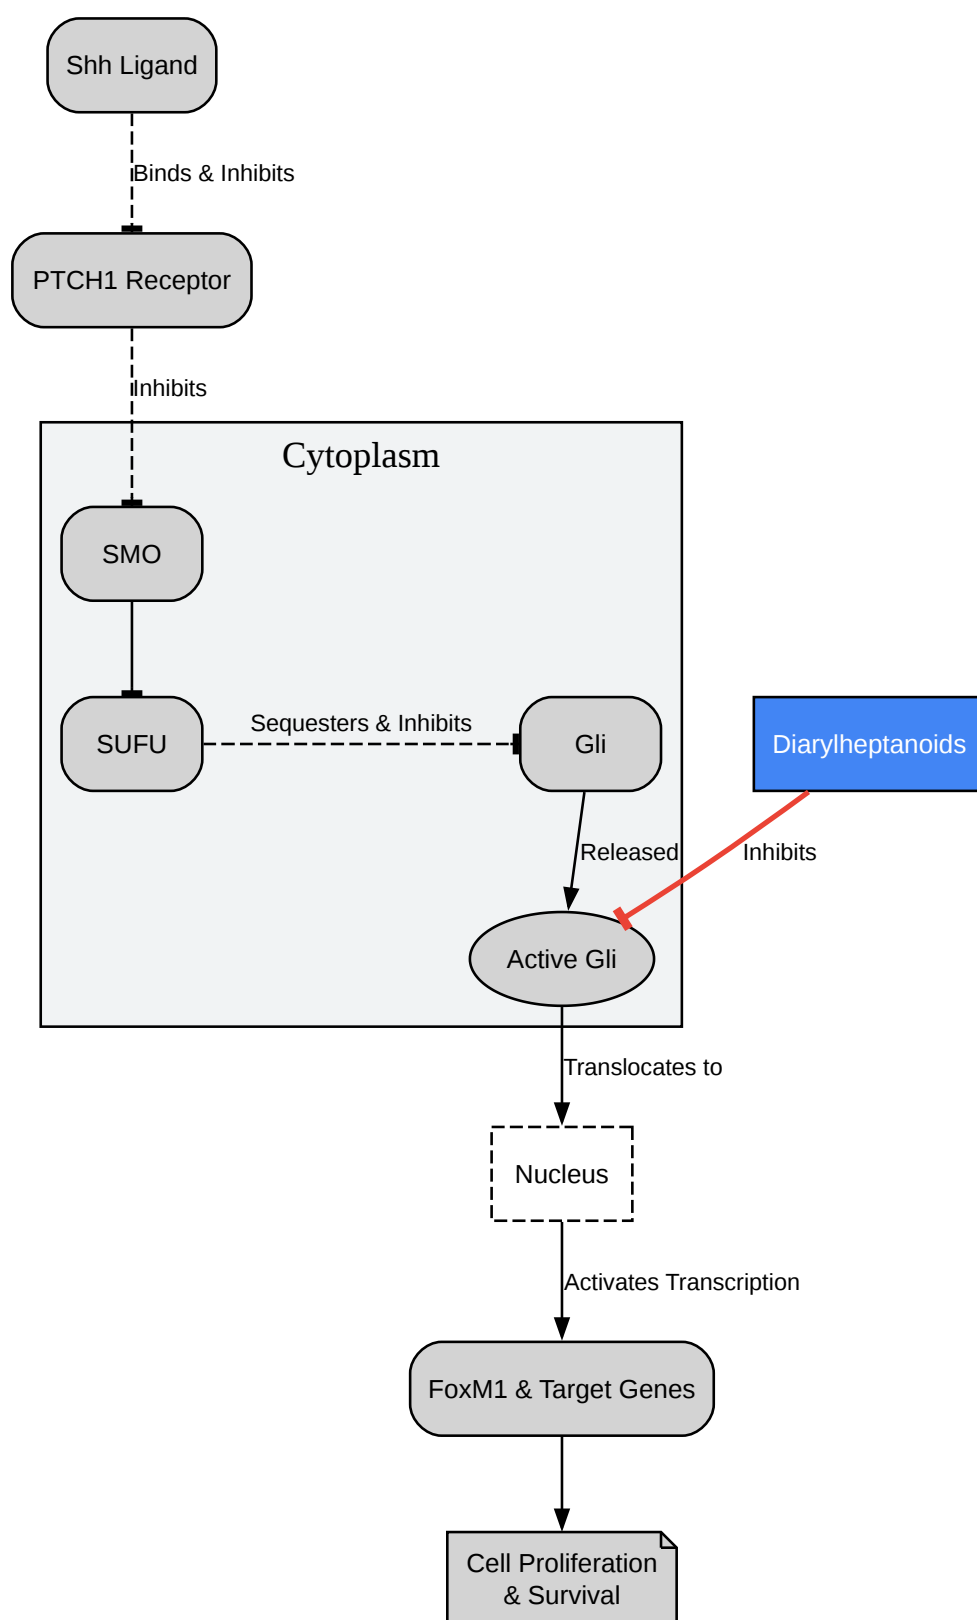 Shh Ligand
Binds & Inhibits
PTCH1 Receptor
Inhibits
Cytoplasm
SMO
SUFU
Sequesters & Inhibits
Gli
Diarylheptanoids
Released
Inhibits
Active Gli
Translocates to
Nucleus
Activates Transcription
FoxM1 & Target Genes
Cell Proliferation
& Survival